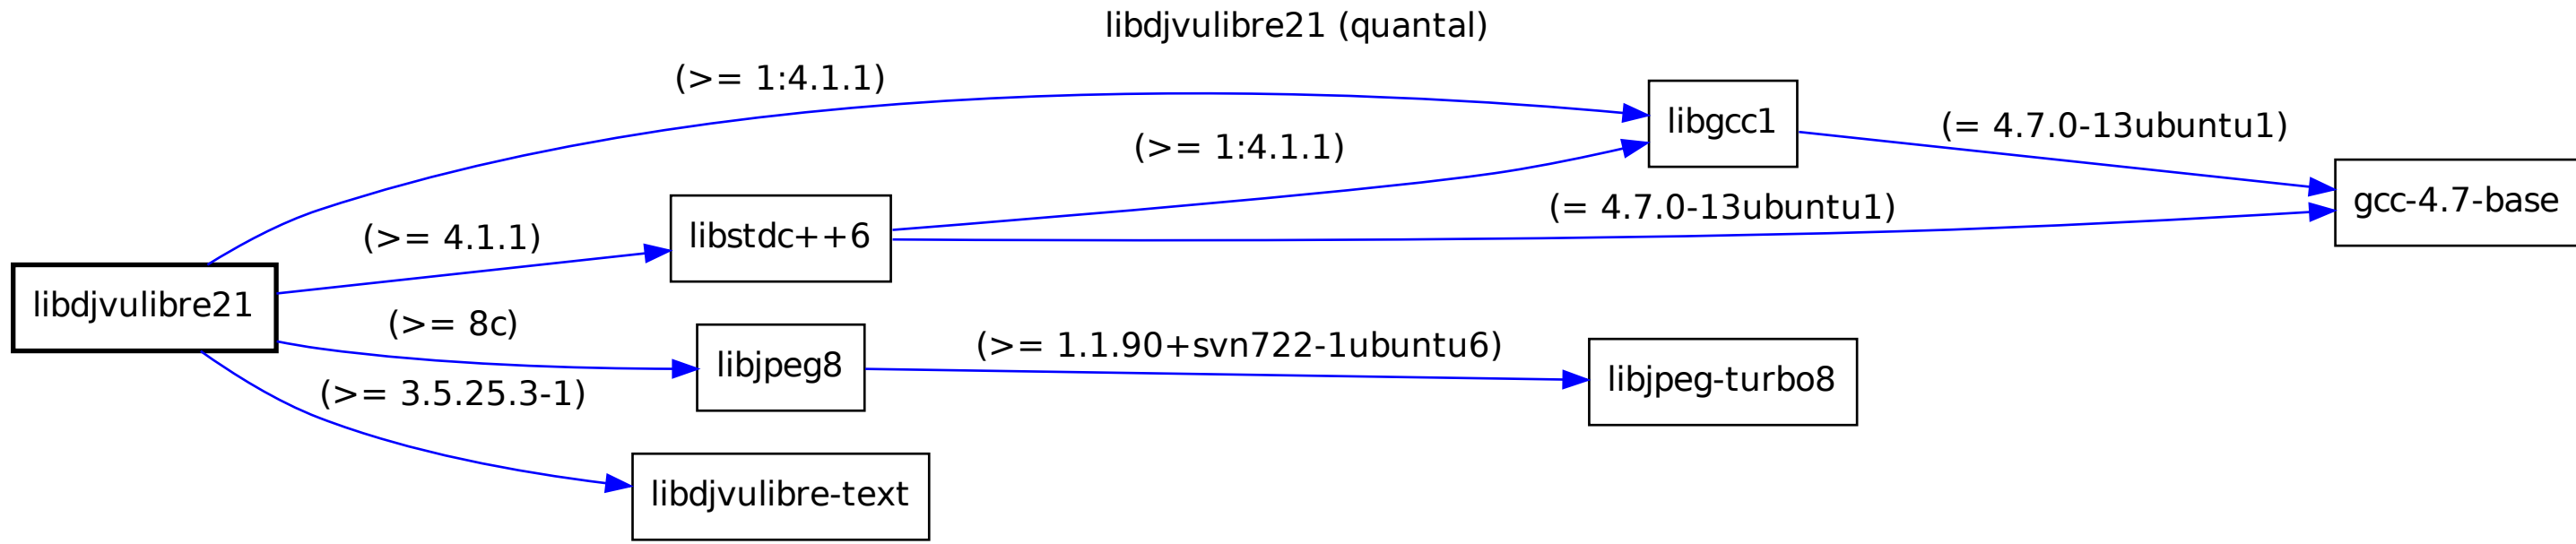 libdjvulibre21 (quantal)
(>= 1:4.1.1)
libgcc1
(= 4.7.0-13ubuntu1)
(>= 1:4.1.1)
gcc-4.7-base
(= 4.7.0-13ubuntu1)
libstdc++6
(>= 4.1.1)
libdjvulibre21
(>= 8c)
libjpeg8
(>= 1.1.90+svn722-1ubuntu6)
libjpeg-turbo8
(>= 3.5.25.3-1)
libdjvulibre-text